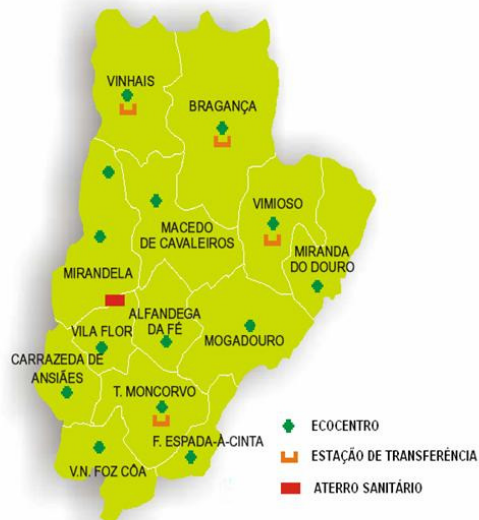 VINHAIS
BRAGANÇA
VIMIOSO
MACEDO
DE CAVALEIROS
MIRANDA
DO DOURO
MIRANDELA
ALFANDEGA
DA FÉ
VILA FLOR
MOGADOURO
CARRAZEDA DE
ANSIÃES
T. MONCORVO
F. ESPADA-À-CINTA
V.N. FOZ CÔA
ECOCENTRO
ESTAÇÃO DE TRANSFERÉNCIA
ATERRO SANITÁRIO